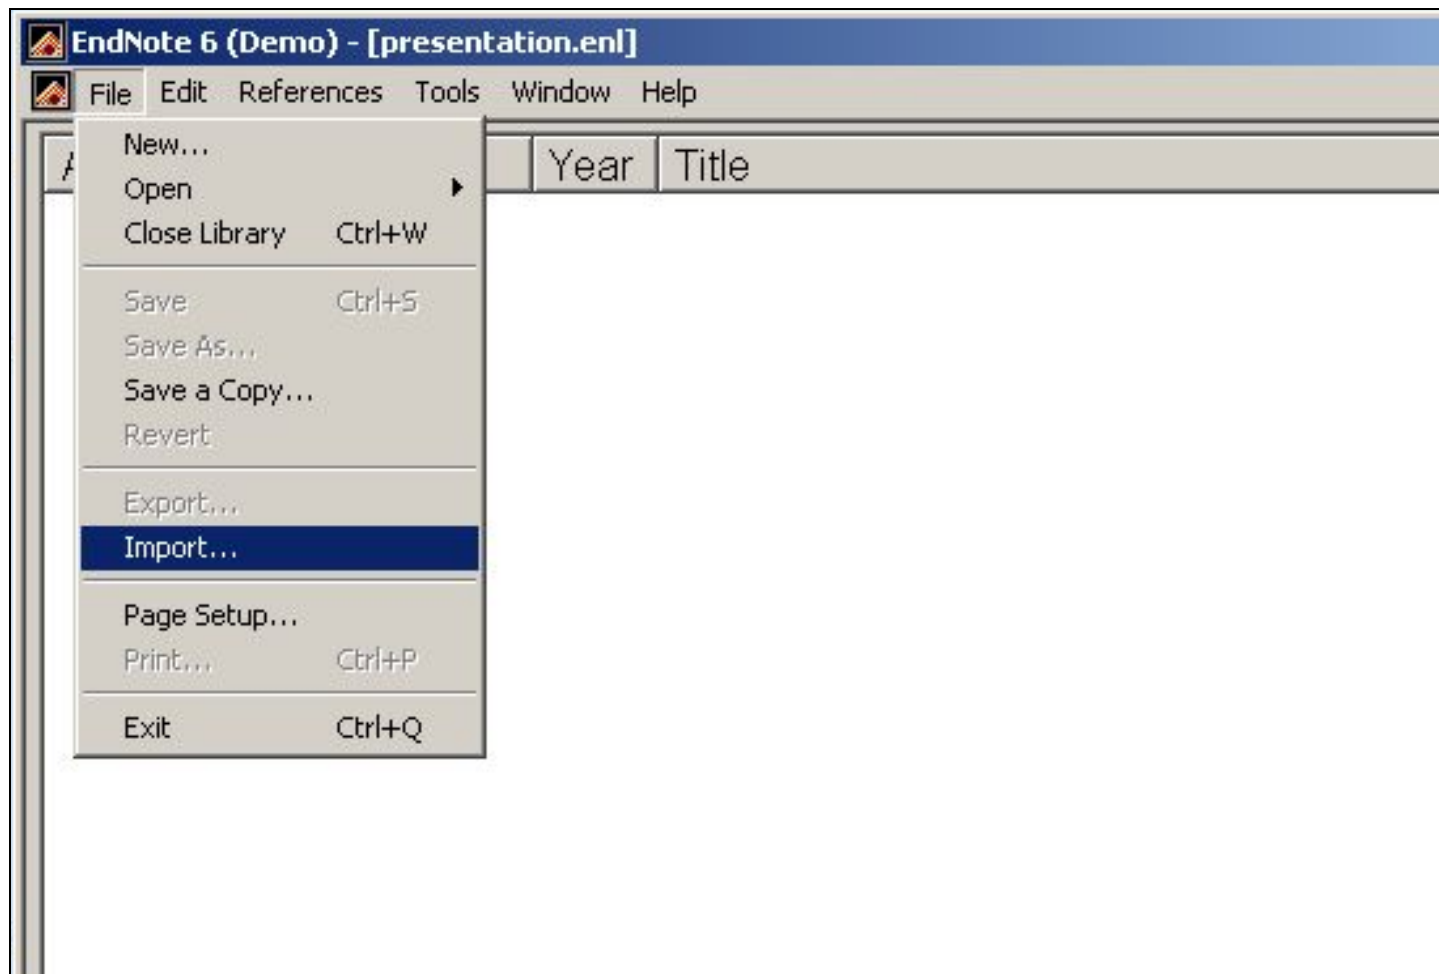 EndNote 6 (Demo) - [presentation.enl]
File Edit References Tools Window Help
Year Title
New...
Open
Close Library Ctrl+W
Save Ctrl+S
Save As...
Save a Copy...
Revert
Export...
Import...
Page Setup...
Print... Ctrl+P
Exit Ctrl+Q